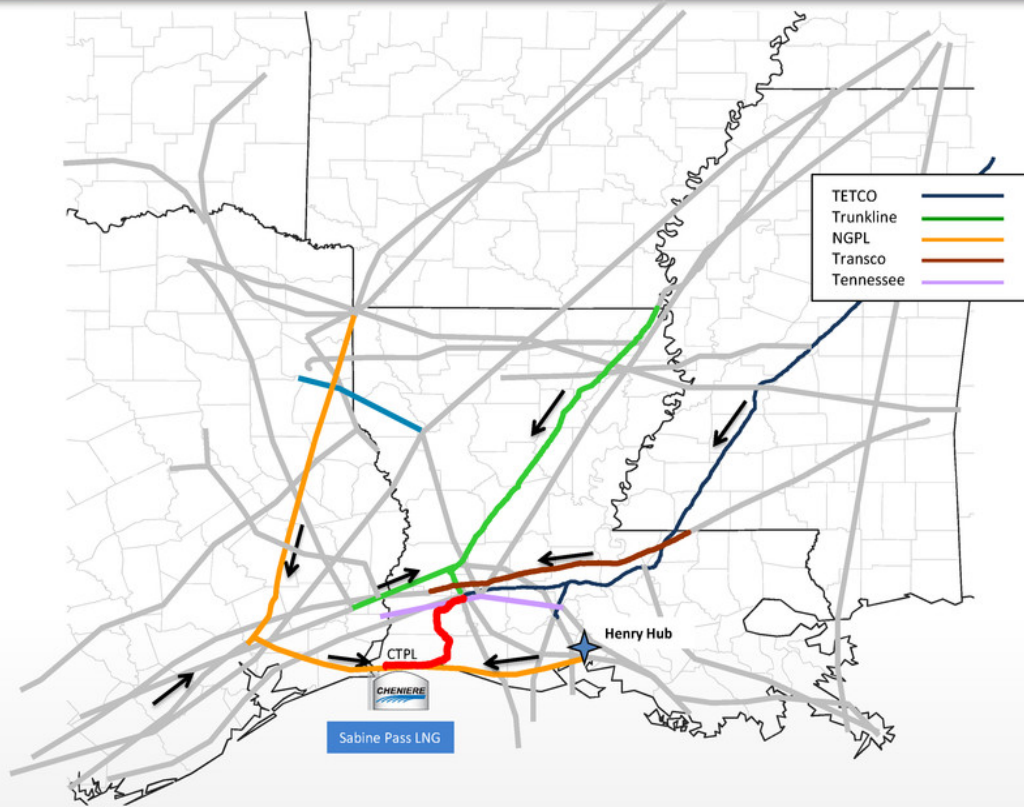 TETCO
Trunkline
NGPL
Transco
Tennessee
Henry Hub
CTPL
CHENIERE
Sabine Pass LNG